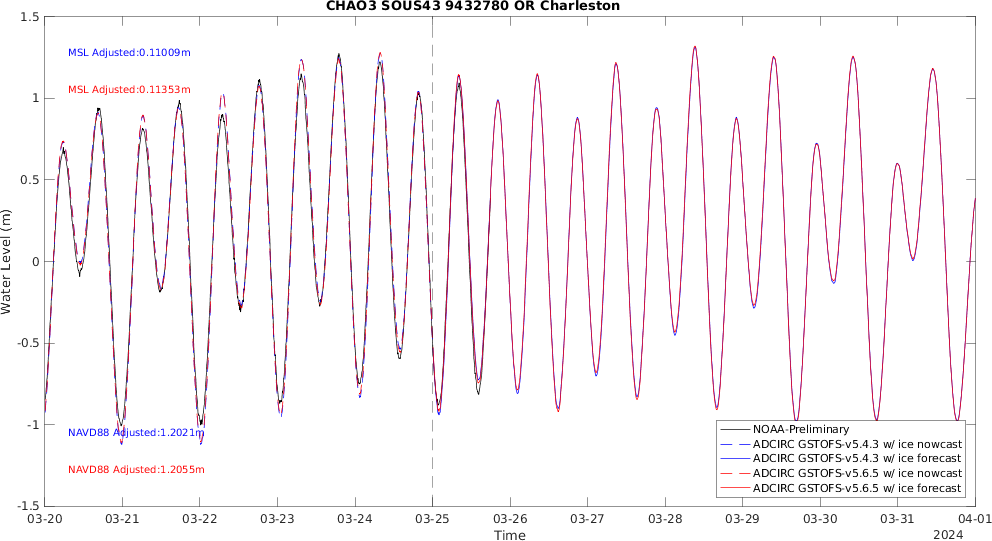 CHAO3 SOUS43 9432780 OR Charleston
1.5
1
0.5
0
-0.5
-1
-1.5
Water Level (m)
MSL Adjusted:0.11009m
MSL Adjusted:0.11353m
NAVD88 Adjusted:1.2021m
NAVD88 Adjusted:1.2055m
NOAA-Preliminary
ADCIRC GSTOFS-v5.4.3 w/ ice nowcast
ADCIRC GSTOFS-v5.4.3 w/ ice forecast
ADCIRC GSTOFS-v5.6.5 w/ ice nowcast
ADCIRC GSTOFS-v5.6.5 w/ ice forecast
03-20 03-21 03-22 03-23 03-24 03-25 03-26 03-27 03-28 03-29 03-30 03-31 04-01
Time
2024